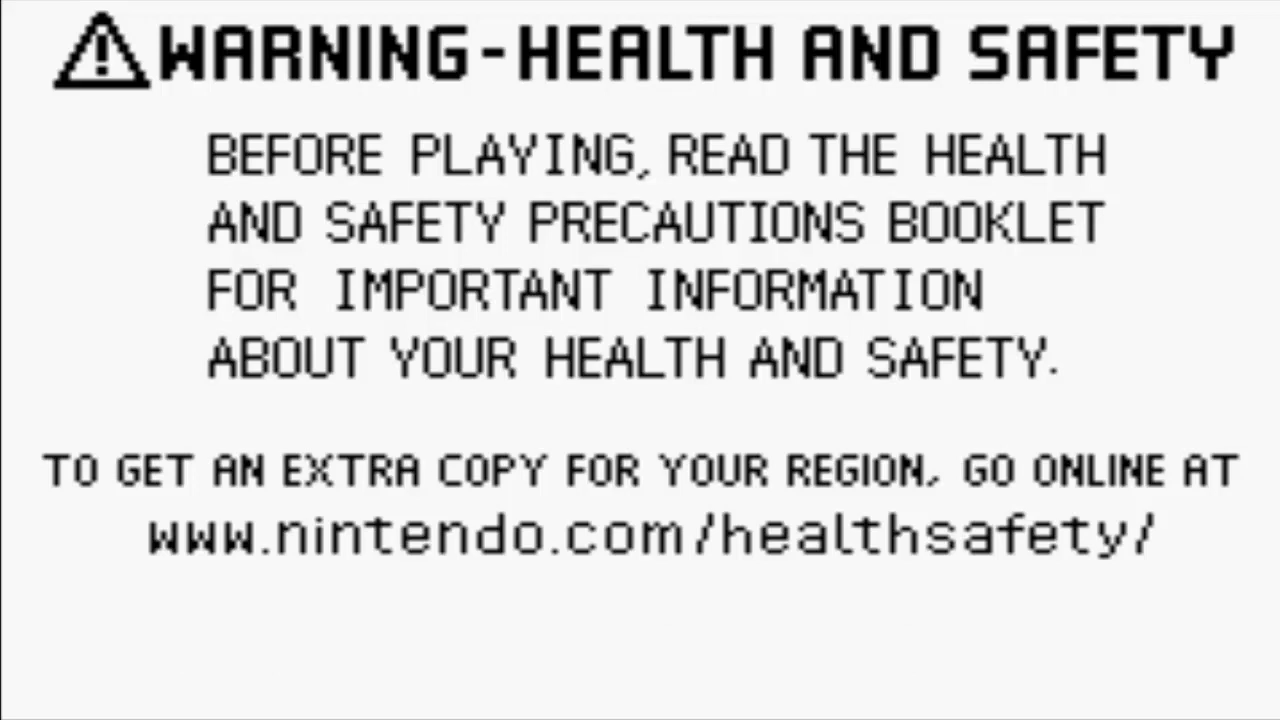 ⚠WARNING-HEALTH AND SAFETY
BEFORE PLAYING, READ THE HEALTH
AND SAFETY PRECAUTIONS BOOKLET
FOR IMPORTANT INFORMATION
ABOUT YOUR HEALTH AND SAFETY.
TO GET AN EXTRA COPY FOR YOUR REGION, GO ONLINE AT
www.nintendo.com/healthsafety/